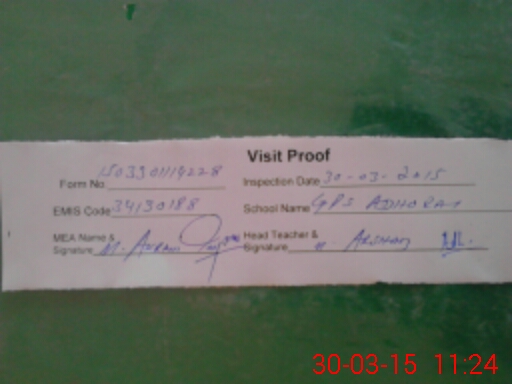 Visit Proof
Form No. Inspection Date 30-03-2015
EMIS Code 34130188 School Name GPS
MEA Name & Signature M. Head Teacher & Signature
30-03-15 11:24